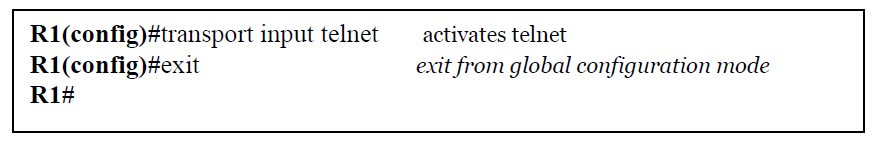 R1(config)#transport input telnet activates telnet
R1(config)#exit exit from global configuration mode
R1#